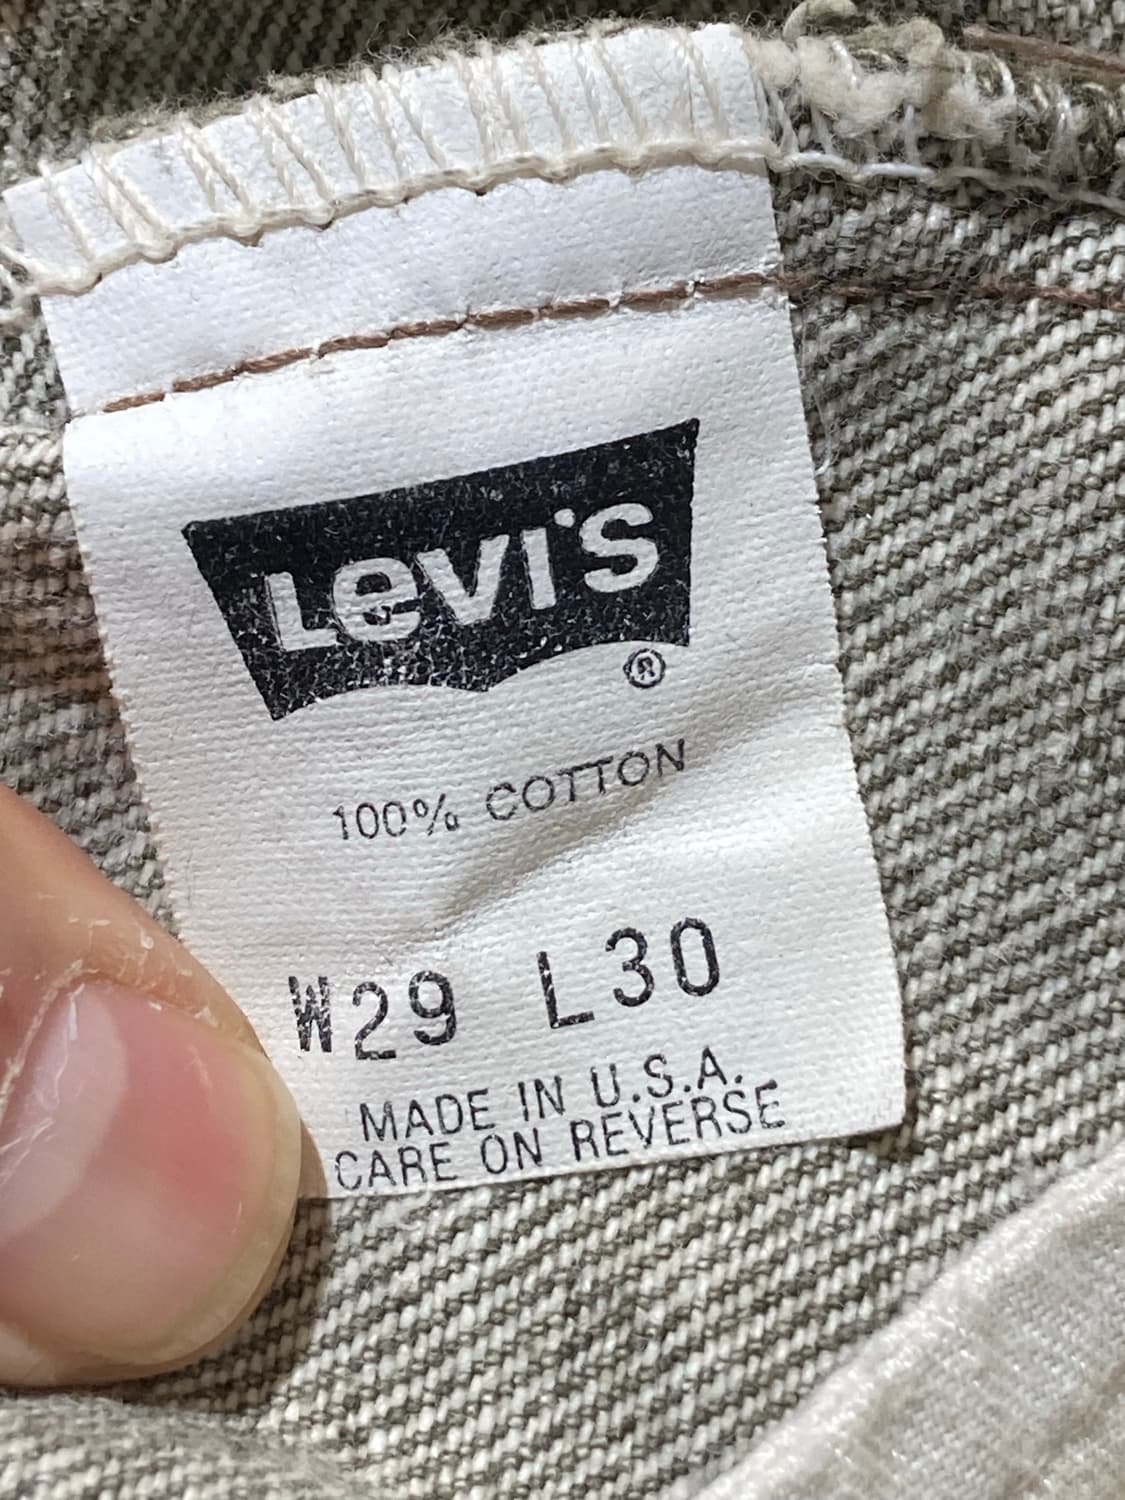 Levi's
®
100% COTTON
W29 L30
MADE IN U.S.A.
CARE ON REVERSE